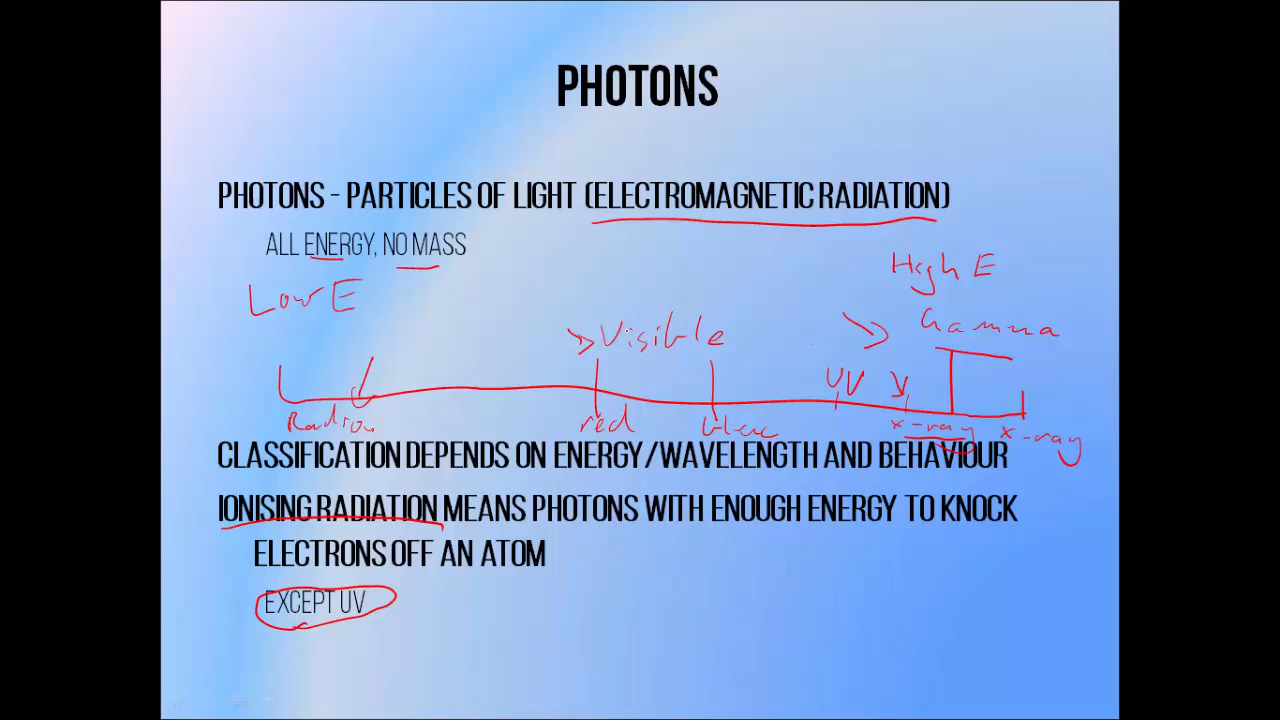 PHOTONS
PHOTONS - PARTICLES OF LIGHT (ELECTROMAGNETIC RADIATION)
ALL ENERGY, NO MASS
High E
Low E
Gamma
Visible
UV
Radio
red
x-ray
x-ray
CLASSIFICATION DEPENDS ON ENERGY/WAVELENGTH AND BEHAVIOUR
IONISING RADIATION MEANS PHOTONS WITH ENOUGH ENERGY TO KNOCK
ELECTRONS OFF AN ATOM
EXCEPT UV